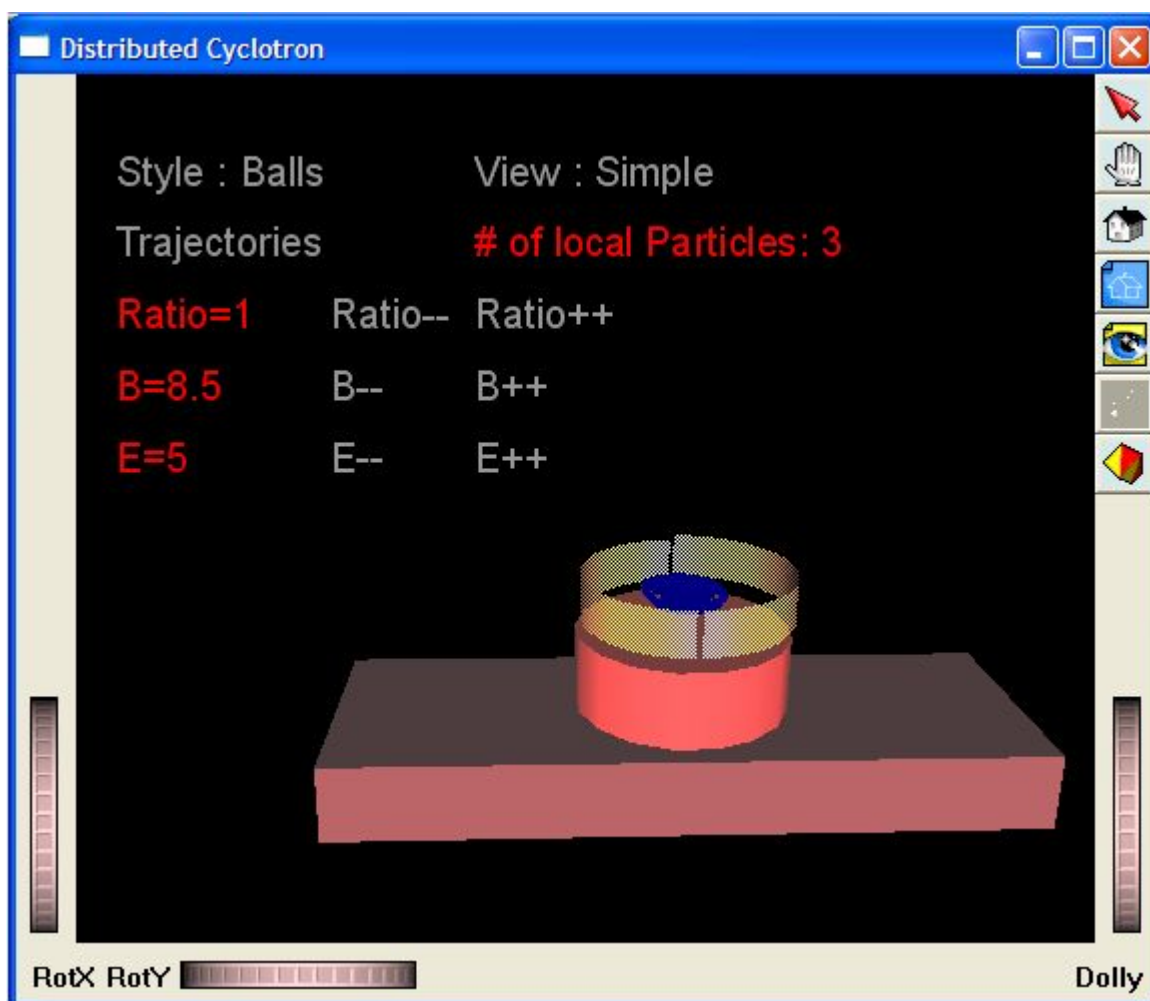 Distributed Cyclotron
Style : Balls View : Simple
Trajectories # of local Particles: 3
Ratio=1 Ratio-- Ratio++
B=8.5 B-- B++
E=5 E-- E++
RotX RotY Dolly